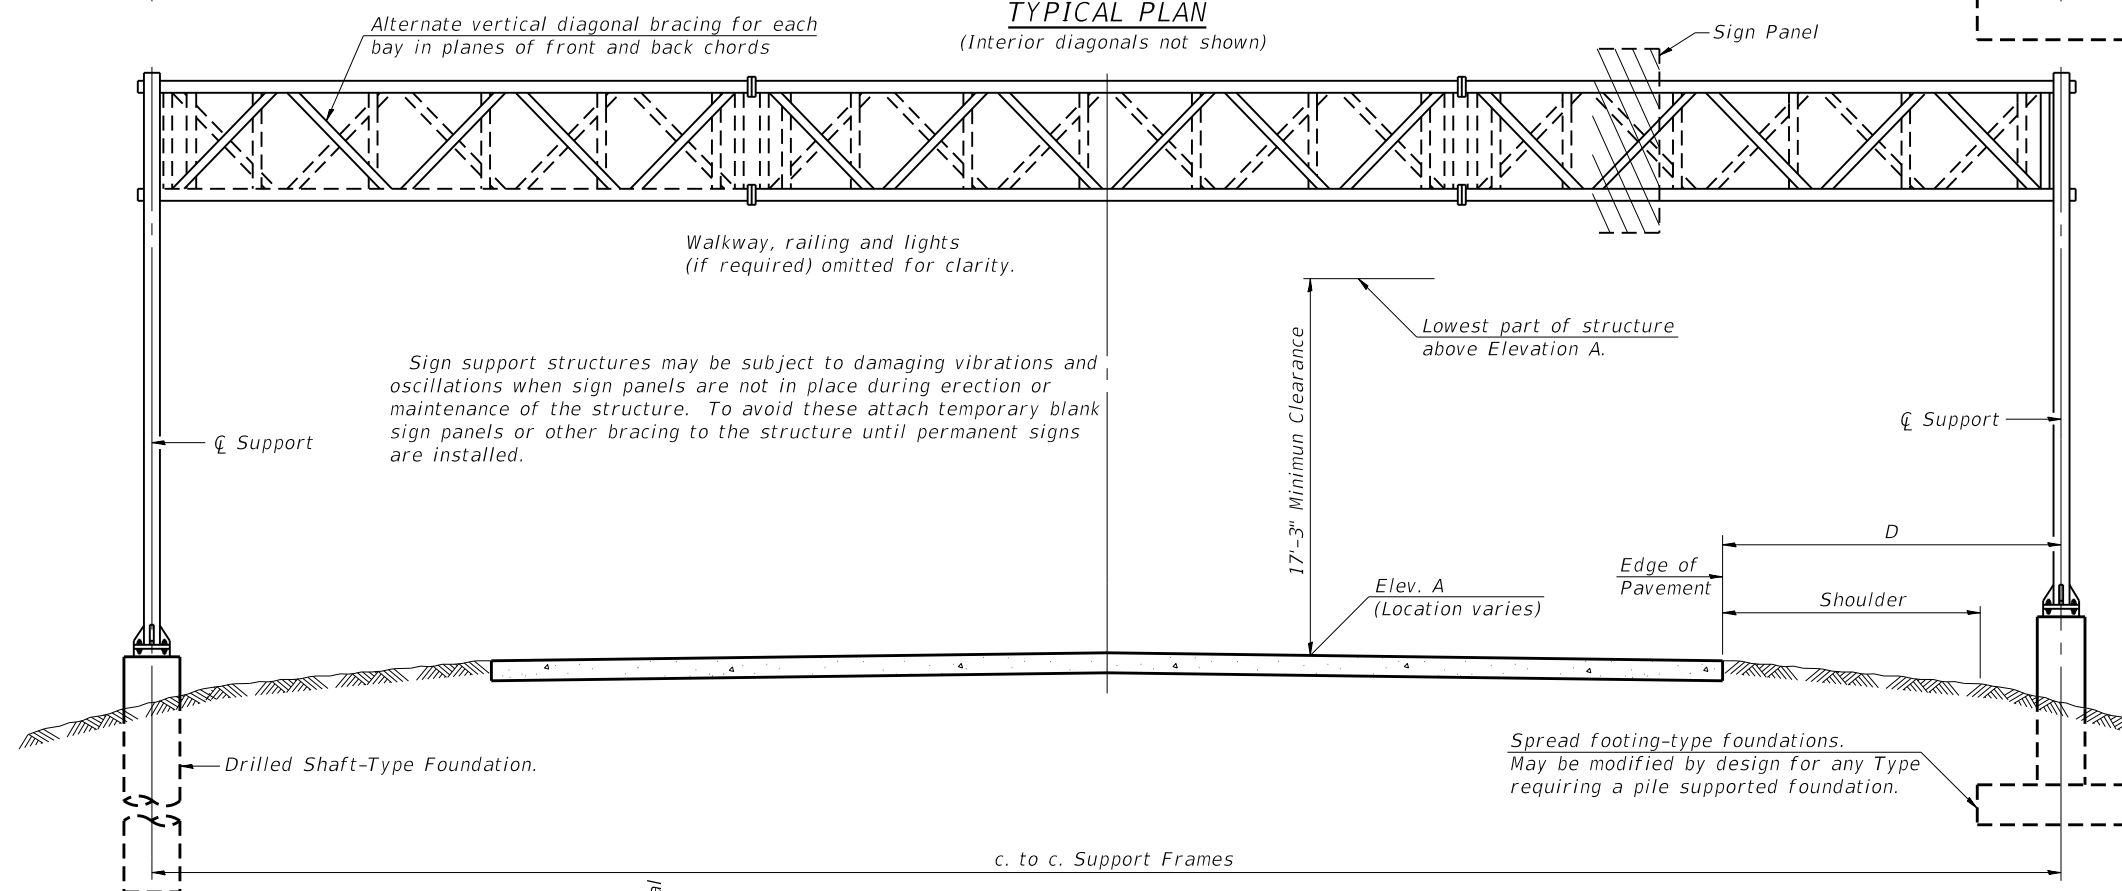 TYPICAL PLAN
(Interior diagonals not shown)
Alternate vertical diagonal bracing for each
bay in planes of front and back chords
Sign Panel
Walkway, railing and lights
(if required) omitted for clarity.
Lowest part of structure
above Elevation A.
17'-3" Minimun Clearance
Sign support structures may be subject to damaging vibrations and
oscillations when sign panels are not in place during erection or
maintenance of the structure. To avoid these attach temporary blank
sign panels or other bracing to the structure until permanent signs
are installed.
℄ Support
℄ Support
D
Edge of
Pavement
Shoulder
Elev. A
(Location varies)
Drilled Shaft-Type Foundation.
Spread footing-type foundations.
May be modified by design for any Type
requiring a pile supported foundation.
c. to c. Support Frames